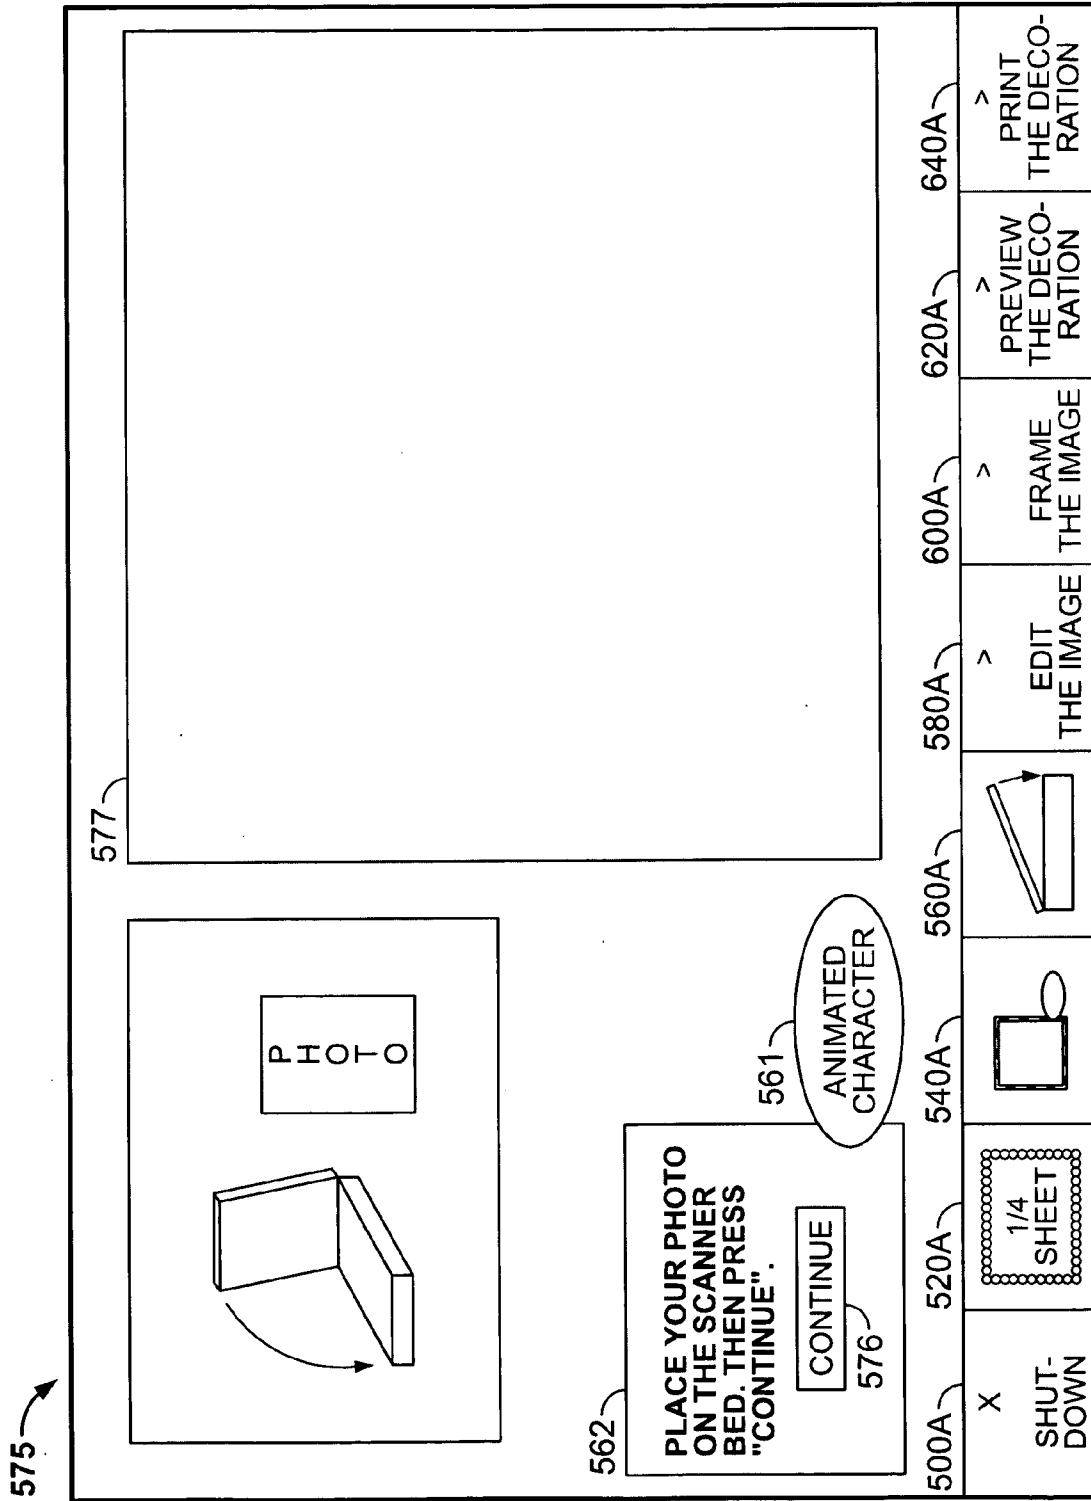 575
577
P
H
O
T
O
562
PLACE YOUR PHOTO
ON THE SCANNER
BED. THEN PRESS
"CONTINUE".
CONTINUE
576
561
ANIMATED
CHARACTER
500A
520A
540A
560A
580A
600A
620A
640A
X
SHUT-
DOWN
1/4
SHEET
>
EDIT
THE IMAGE
>
FRAME
THE IMAGE
>
PREVIEW
THE DECO-
RATION
>
PRINT
THE DECO-
RATION